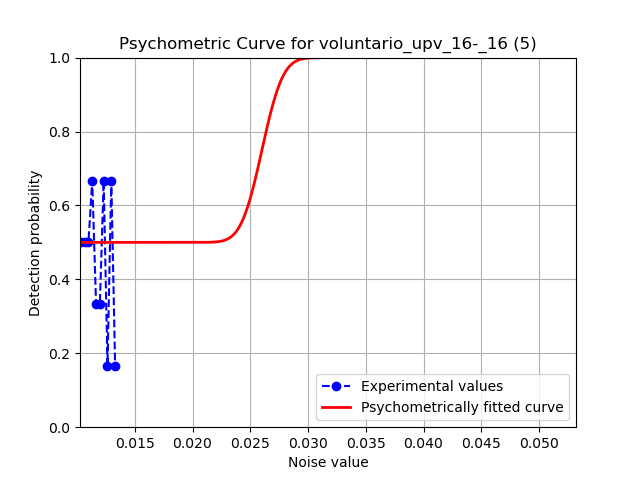 Psychometric Curve for voluntario_upv_16-_16 (5)
1.0
0.8
0.6
0.4
0.2
0.0
Detection probability
Experimental values
Psychometrically fitted curve
0.015 0.020 0.025 0.030 0.035 0.040 0.045 0.050
Noise value